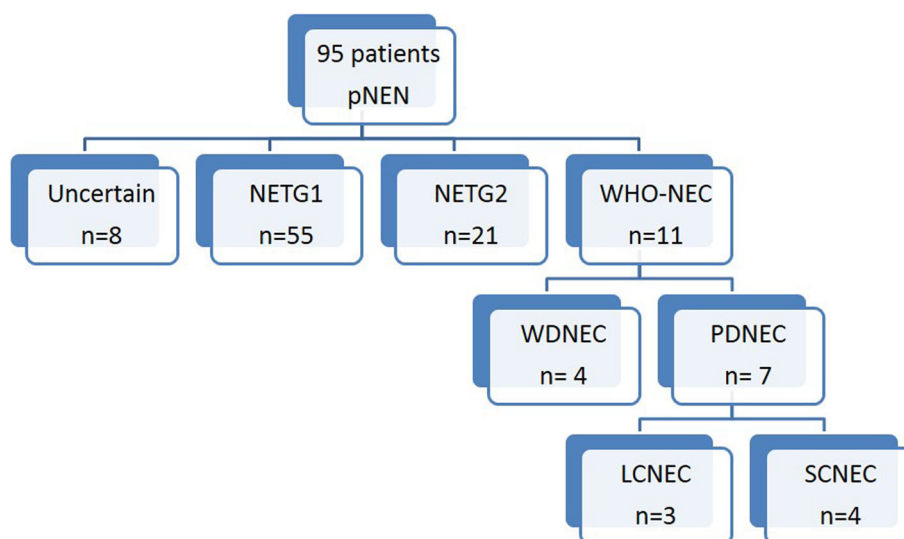 95 patients
pNEN
Uncertain
n=8
NETG1
n=55
NETG2
n=21
WHO-NEC
n=11
WDNEC
n= 4
PDNEC
n= 7
LCNEC
n=3
SCNEC
n=4